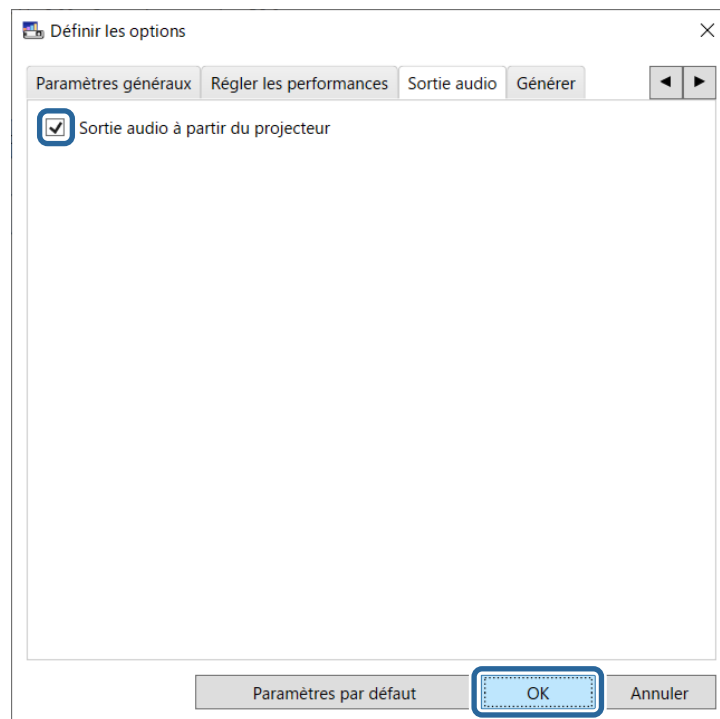 Définir les options
Paramètres généraux Régler les performances Sortie audio Générer
Sortie audio à partir du projecteur
Paramètres par défaut OK Annuler